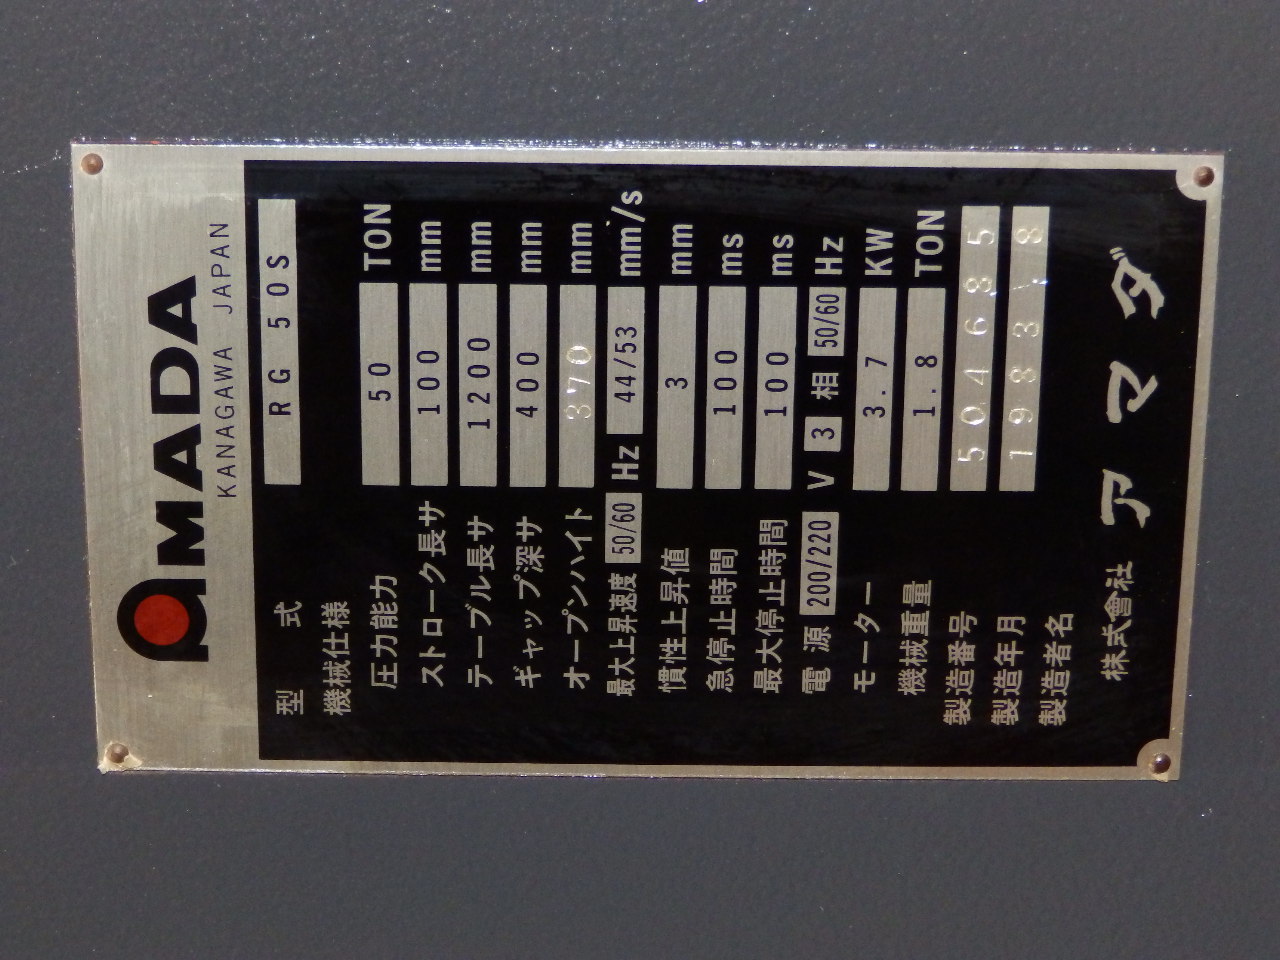 AMADA
KANAGAWA JAPAN
型 式 RG 50S
機械仕様
圧力能力 50 TON
ストローク長サ 100 mm
テーブル長サ 1200 mm
ギャップ深サ 400 mm
オープンハイト 370 mm
最大上昇速度 50/60 Hz 44/53 mm/s
慣性上昇値 3 mm
急停止時間 100 ms
最大停止時間 100 ms
電源 200/220 V 3 相 50/60 Hz
モーター 3.7 KW
機械重量 1.8 TON
製造番号 504685
製造年月 1983 . 8
製造者名
株式會社 アマダ